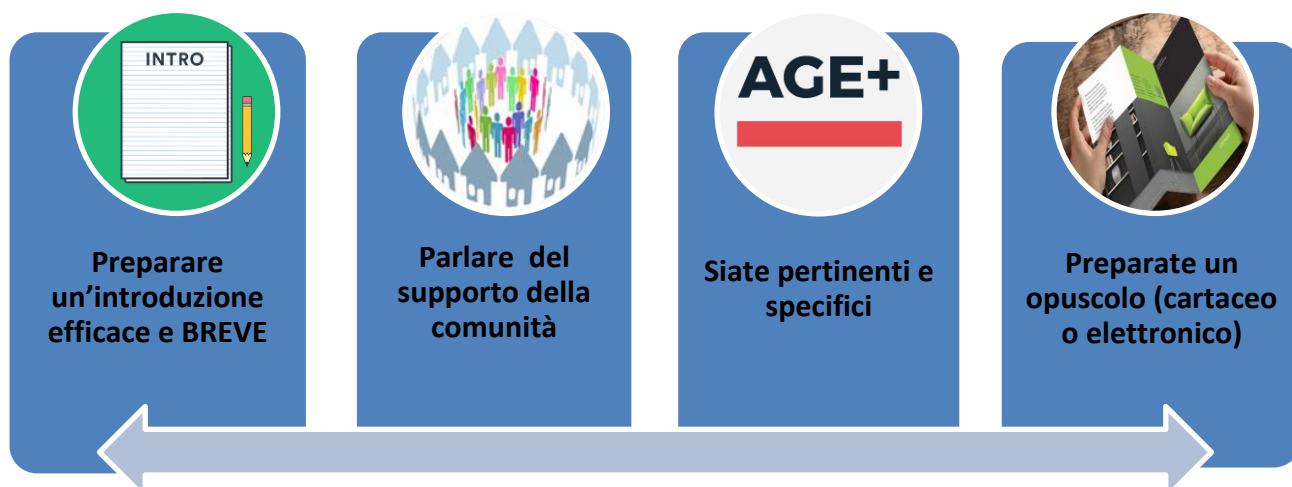 INTRO
Preparare
un’introduzione
efficace e BREVE
Parlare  del
supporto della
comunità
AGE+
Siate pertinenti e
specifici
Preparate un
opuscolo (cartaceo
o elettronico)